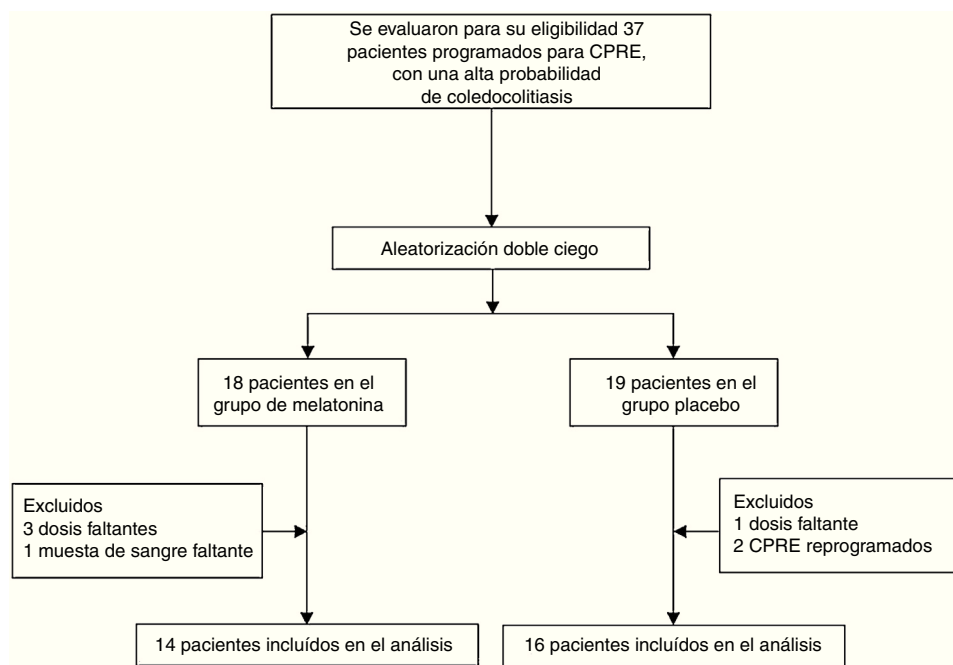 Se evaluaron para su eligibilidad 37
pacientes programados para CPRE,
con una alta probabilidad
de coledocolitiasis
Aleatorización doble ciego
18 pacientes en el
grupo de melatonina
19 pacientes en el
grupo placebo
Excluidos
3 dosis faltantes
1 muesta de sangre faltante
Excluidos
1 dosis faltante
2 CPRE reprogramados
14 pacientes incluídos en el análisis
16 pacientes incluídos en el análisis